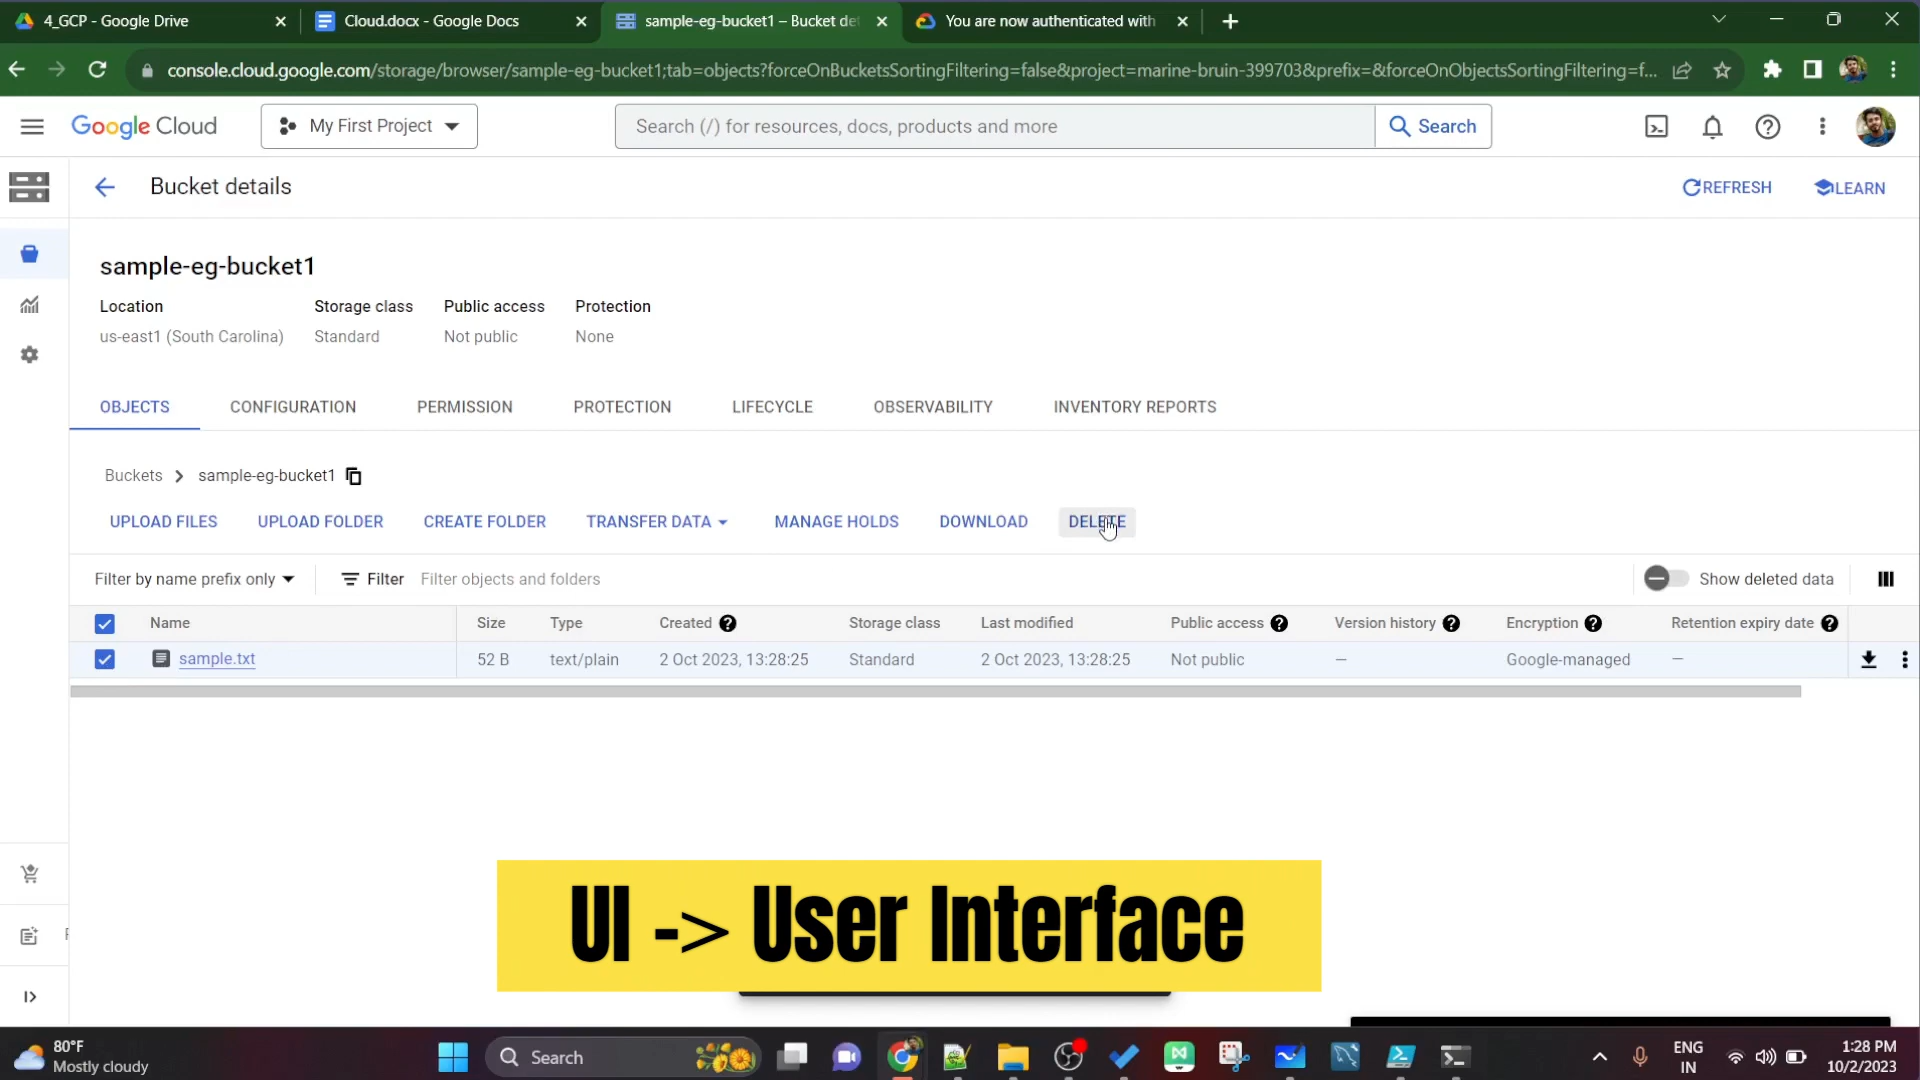 4_GCP - Google Drive
Cloud.docx - Google Docs
sample-eg-bucket1 – Bucket de
You are now authenticated with
console.cloud.google.com/storage/browser/sample-eg-bucket1;tab=objects?forceOnBucketsSortingFiltering=false&project=marine-bruin-399703&prefix=&forceOnObjectsSortingFiltering=f...
Google Cloud
My First Project
Search (/) for resources, docs, products and more
Search
Bucket details
REFRESH
LEARN
sample-eg-bucket1
Location Storage class Public access Protection
us-east1 (South Carolina) Standard Not public None
OBJECTS CONFIGURATION PERMISSION PROTECTION LIFECYCLE OBSERVABILITY INVENTORY REPORTS
Buckets > sample-eg-bucket1
UPLOAD FILES UPLOAD FOLDER CREATE FOLDER TRANSFER DATA MANAGE HOLDS DOWNLOAD DELETE
Filter by name prefix only Filter Filter objects and folders Show deleted data
Name Size Type Created Storage class Last modified Public access Version history Encryption Retention expiry date
sample.txt 52 B text/plain 2 Oct 2023, 13:28:25 Standard 2 Oct 2023, 13:28:25 Not public — Google-managed —
UI -> User Interface
80°F
Mostly cloudy
Search
ENG
IN
1:28 PM
10/2/2023